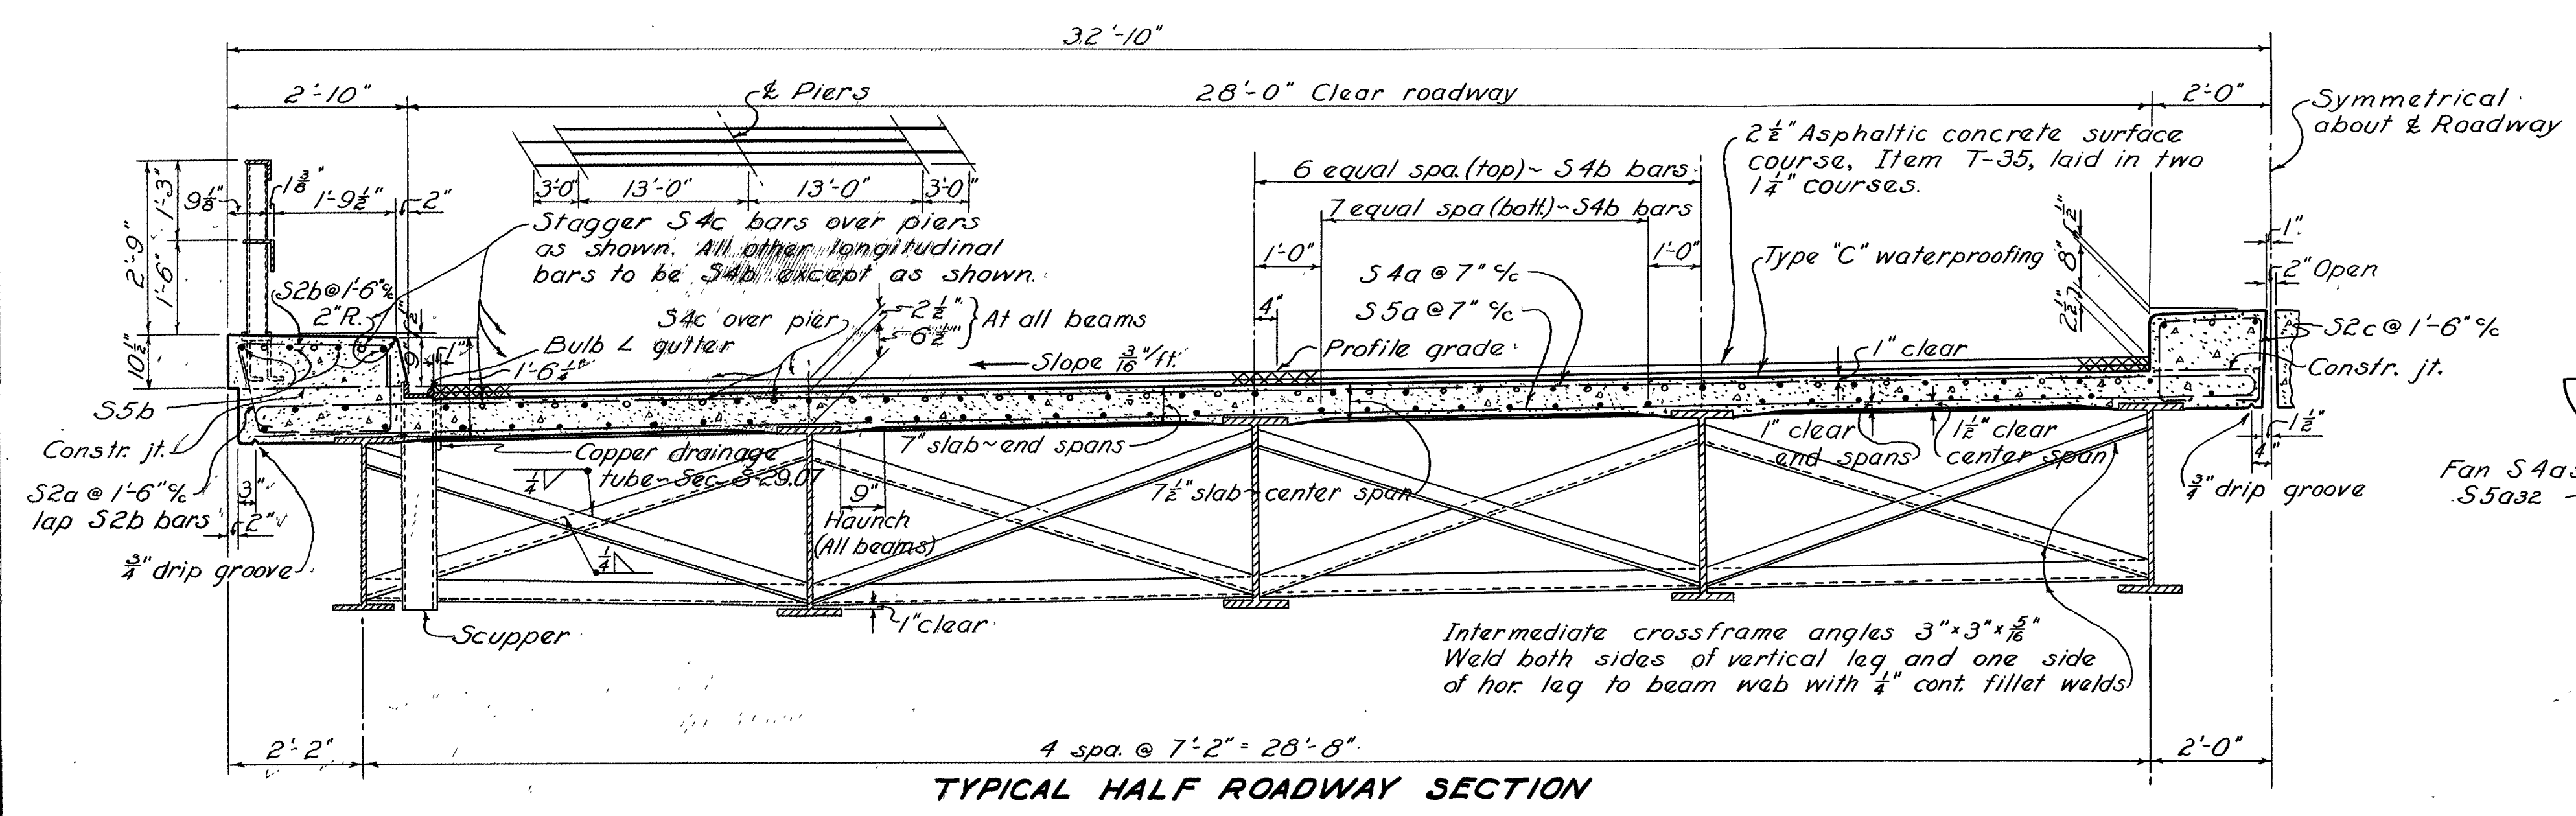 32'-10"
2'-10"
℄ Piers
28'-0" Clear roadway
2'-0"
Symmetrical
about ℄ Roadway
2½" Asphaltic concrete surface
course, Item T-35, laid in two
1¼" courses.
6 equal spa.(top)~ S4b bars
7 equal spa(bott.)~S4b bars
3'-0" 13'-0" 13'-0" 3'-0"
9⅛" 1⅜" 1'-9½" 2"
1'-3"
2'-9"
1'-6"
10½"
Stagger S4c bars over piers
as shown. All other longitudinal
bars to be S4b except as shown.
1'-0"
1'-0"
S4a @ 7" c/c
S5a @ 7" c/c
Type "C" waterproofing
2½"
8"
2½"
1"
2" Open
S2b@1'-6" c/c
2"R.
9"
1"
S4c over pier
2½"
6½"
At all beams
4"
Bulb ∠ gutter
1'-6¼"
Slope 3/16"/ft.
Profile grade
1" clear
S2c @ 1'-6" c/c
Constr. jt.
S5b
Constr. jt.
S2a @ 1'-6" c/c
lap S2b bars
3"
2"
¾" drip groove
Copper drainage
tube~Sec. S-29.07
¼
¼
9"
Haunch
(All beams)
7" slab~end spans
7½" slab~center span
1" clear
end spans
1½" clear
center span
1½"
4"
¾" drip groove
Fan S4a
S5a32
Scupper
1" clear
Intermediate crossframe angles 3"x3"x5/16"
Weld both sides of vertical leg and one side
of hor. leg to beam web with ¼" cont. fillet welds
2'-2"
4 spa. @ 7'-2" = 28'-8"
2'-0"
TYPICAL HALF ROADWAY SECTION